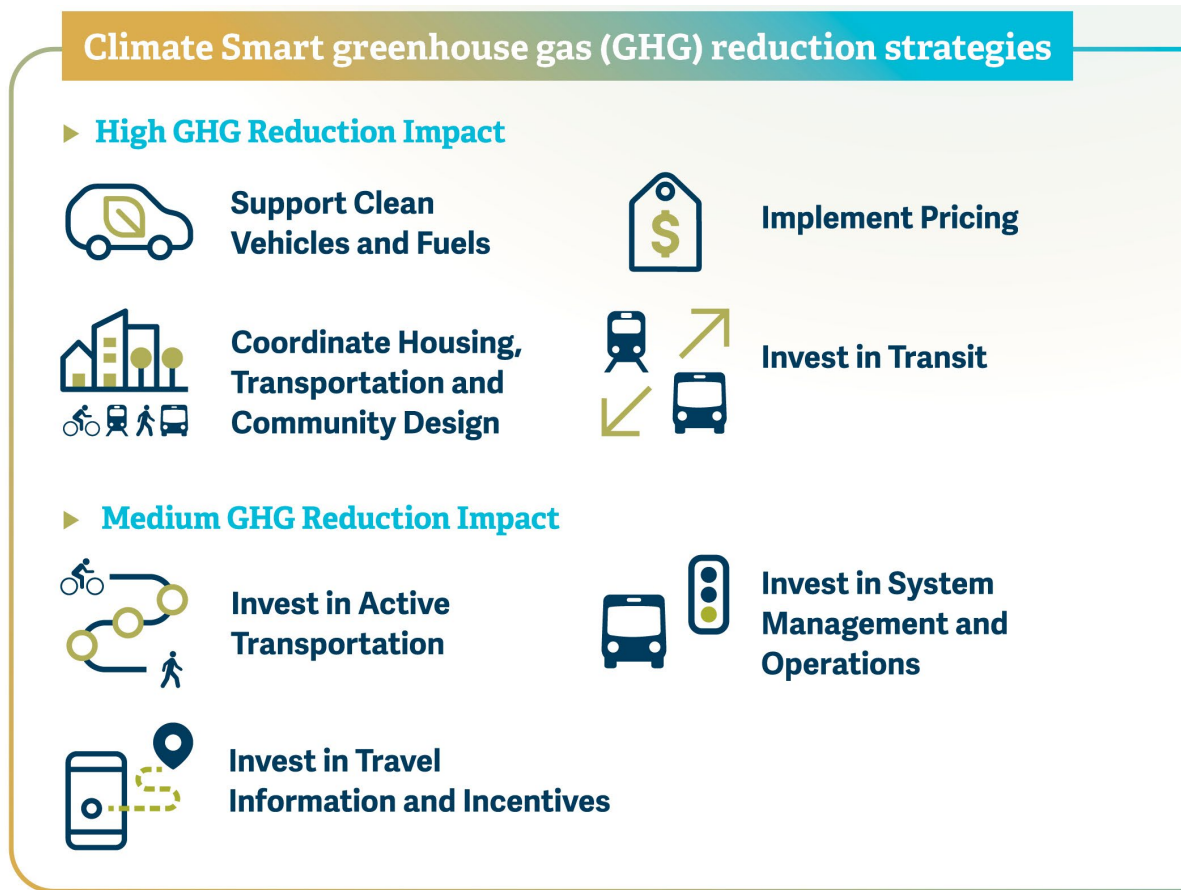 Climate Smart greenhouse gas (GHG) reduction strategies
High GHG Reduction Impact
Support Clean
Vehicles and Fuels
$
Implement Pricing
Coordinate Housing,
Transportation and
Community Design
Invest in Transit
Medium GHG Reduction Impact
Invest in Active
Transportation
Invest in System
Management and
Operations
Invest in Travel
Information and Incentives